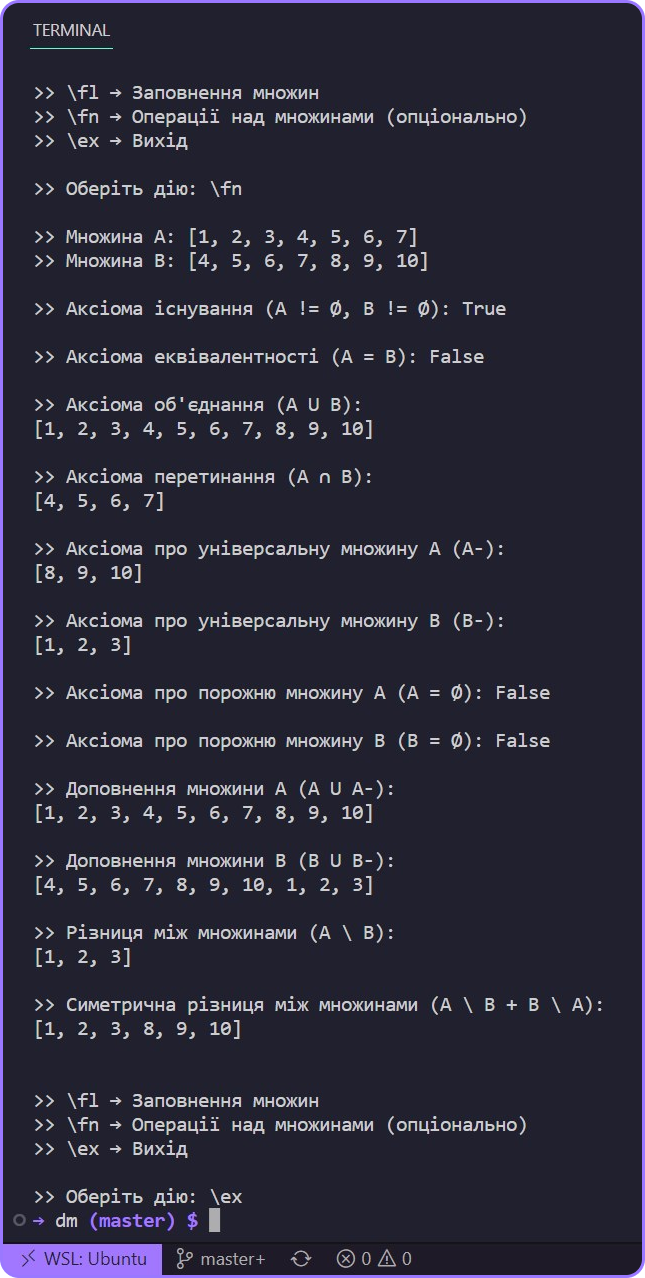 TERMINAL
>> \fl → Заповнення множин
>> \fn → Операції над множинами (опціонально)
>> \ex → Вихід
>> Оберіть дію: \fn
>> Множина A: [1, 2, 3, 4, 5, 6, 7]
>> Множина B: [4, 5, 6, 7, 8, 9, 10]
>> Аксіома існування (A != Ø, B != Ø): True
>> Аксіома еквівалентності (A = B): False
>> Аксіома об'єднання (A U B):
[1, 2, 3, 4, 5, 6, 7, 8, 9, 10]
>> Аксіома перетинання (A ∩ B):
[4, 5, 6, 7]
>> Аксіома про універсальну множину A (A-):
[8, 9, 10]
>> Аксіома про універсальну множину B (B-):
[1, 2, 3]
>> Аксіома про порожню множину A (A = Ø): False
>> Аксіома про порожню множину B (B = Ø): False
>> Доповнення множини A (A U A-):
[1, 2, 3, 4, 5, 6, 7, 8, 9, 10]
>> Доповнення множини B (B U B-):
[4, 5, 6, 7, 8, 9, 10, 1, 2, 3]
>> Різниця між множинами (A \ B):
[1, 2, 3]
>> Симетрична різниця між множинами (A \ B + B \ A):
[1, 2, 3, 8, 9, 10]
>> \fl → Заповнення множин
>> \fn → Операції над множинами (опціонально)
>> \ex → Вихід
>> Оберіть дію: \ex
→ dm (master) $
WSL: Ubuntu master+ 0 0